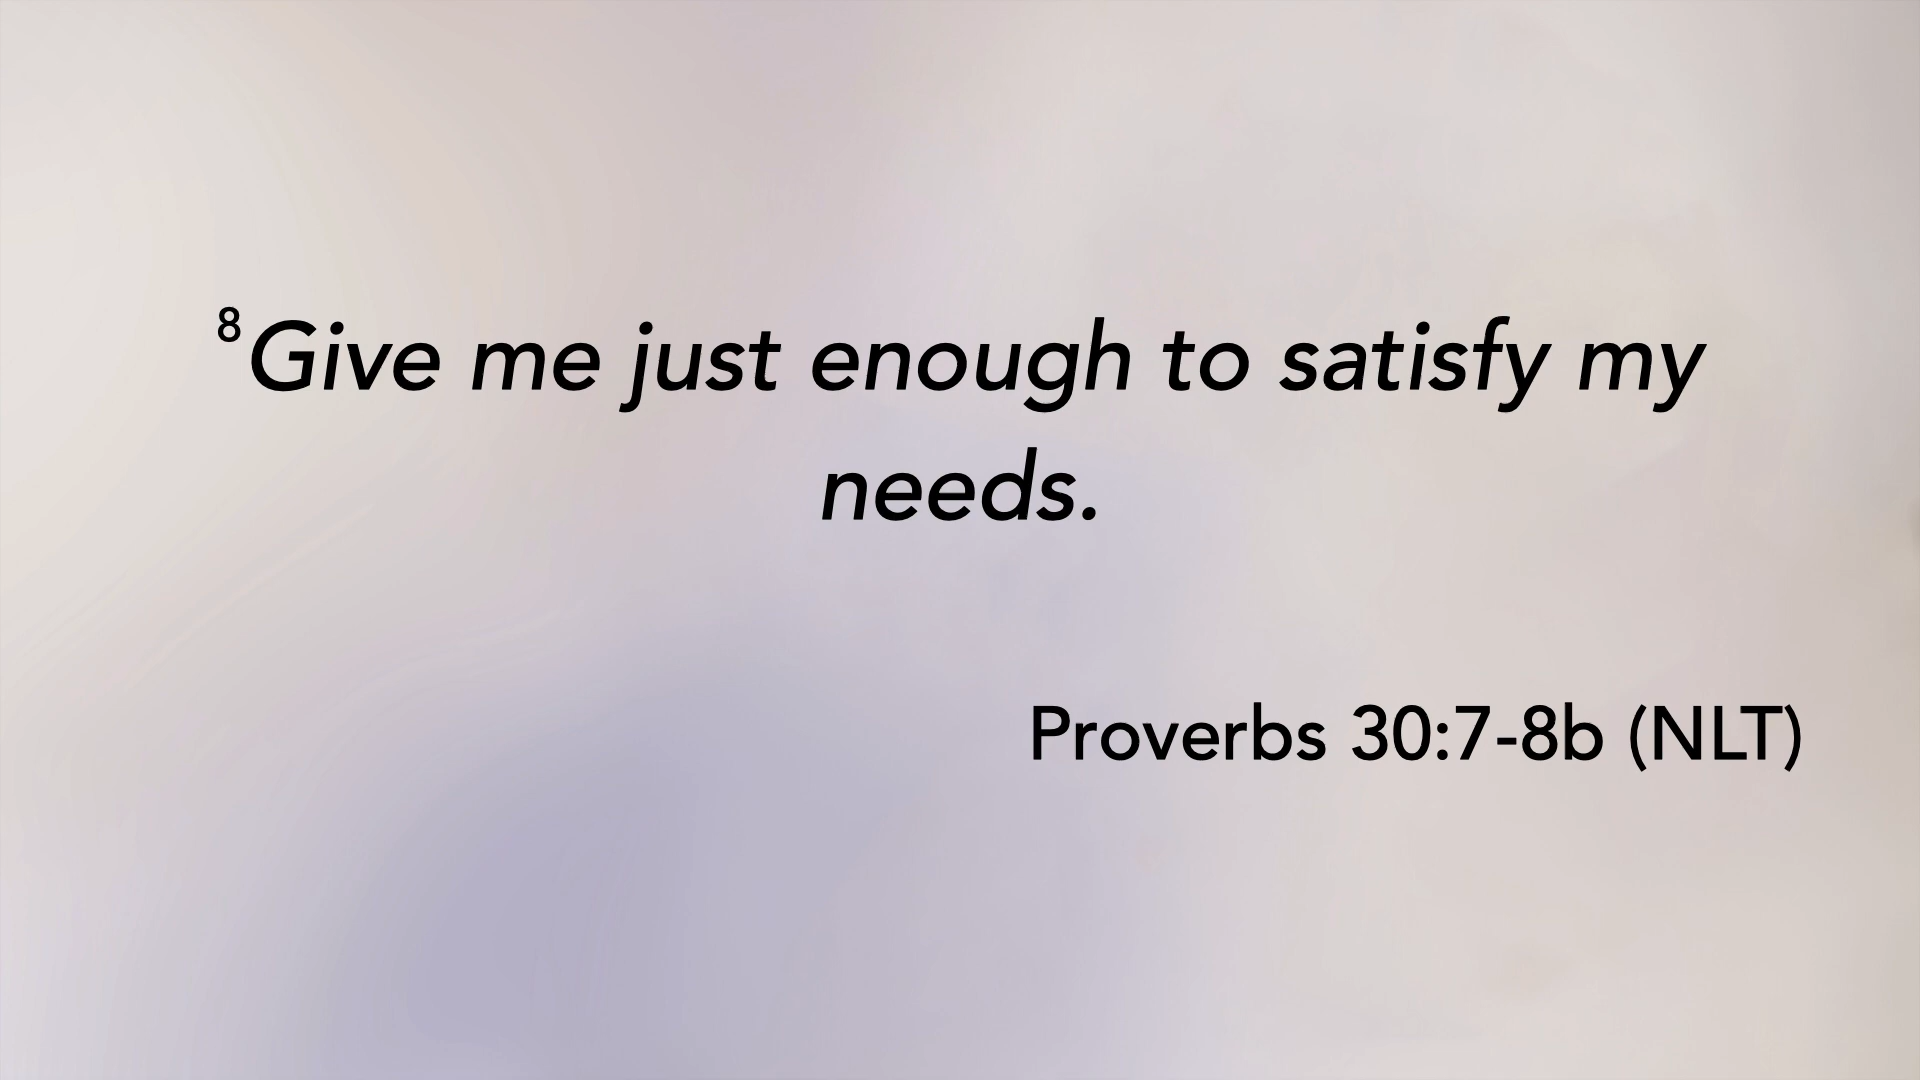 ⁸Give me just enough to satisfy my
needs.
Proverbs 30:7-8b (NLT)